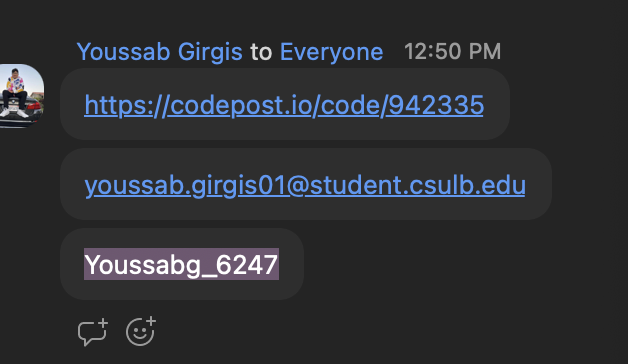 Youssab Girgis to Everyone 12:50 PM
https://codepost.io/code/942335
youssab.girgis01@student.csulb.edu
Youssabg_6247